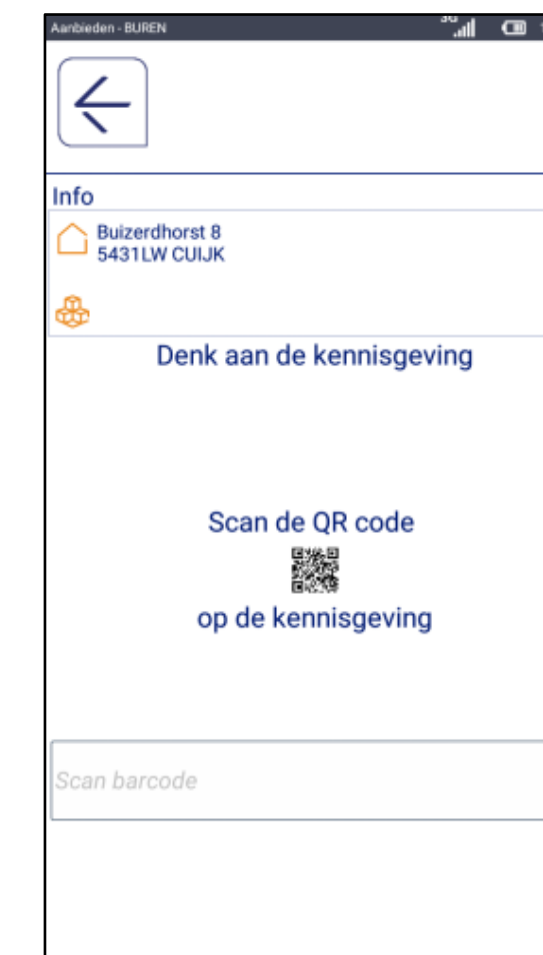 Aanbieden - BUREN
Info
Buizerdhorst 8
5431LW CUIJK
Denk aan de kennisgeving
Scan de QR code
op de kennisgeving
Scan barcode